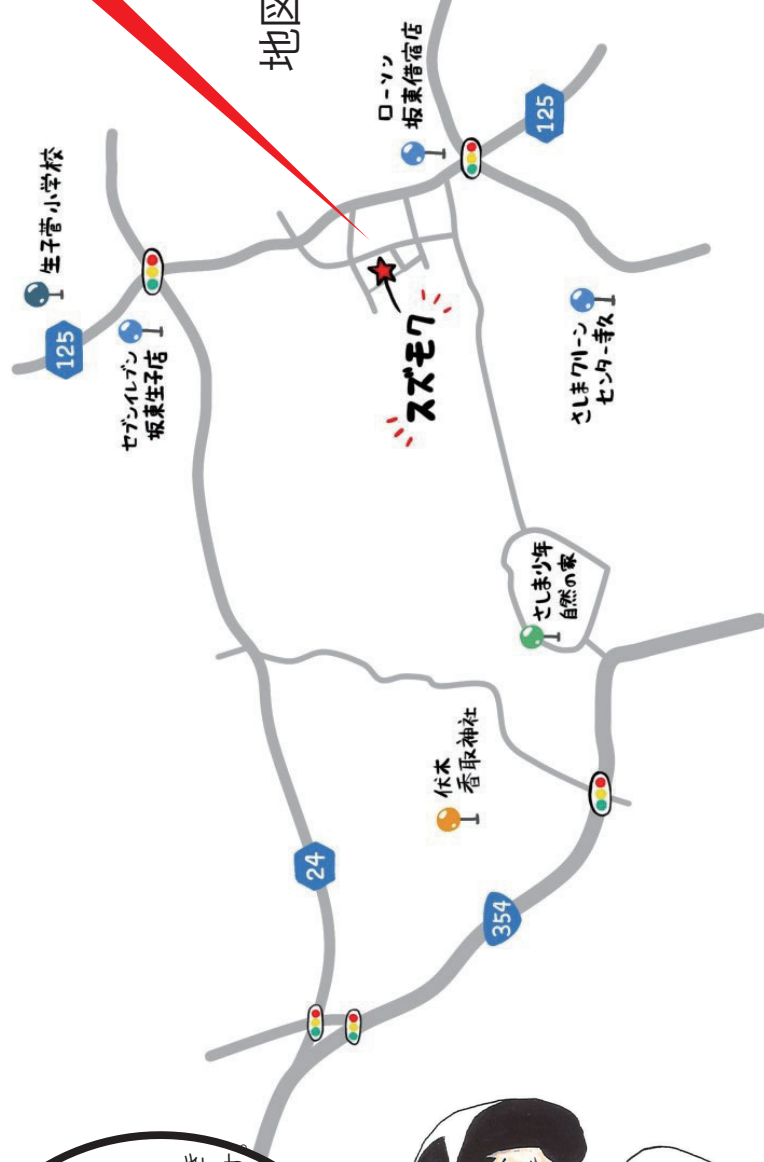 地図
ローソン
坂東借宿店
125
生子菅小学校
125
セブンイレブン
坂東生子店
スズモク
さしまクリーン
センター寺久
さしま少年
自然の家
伏木
香取神社
24
354